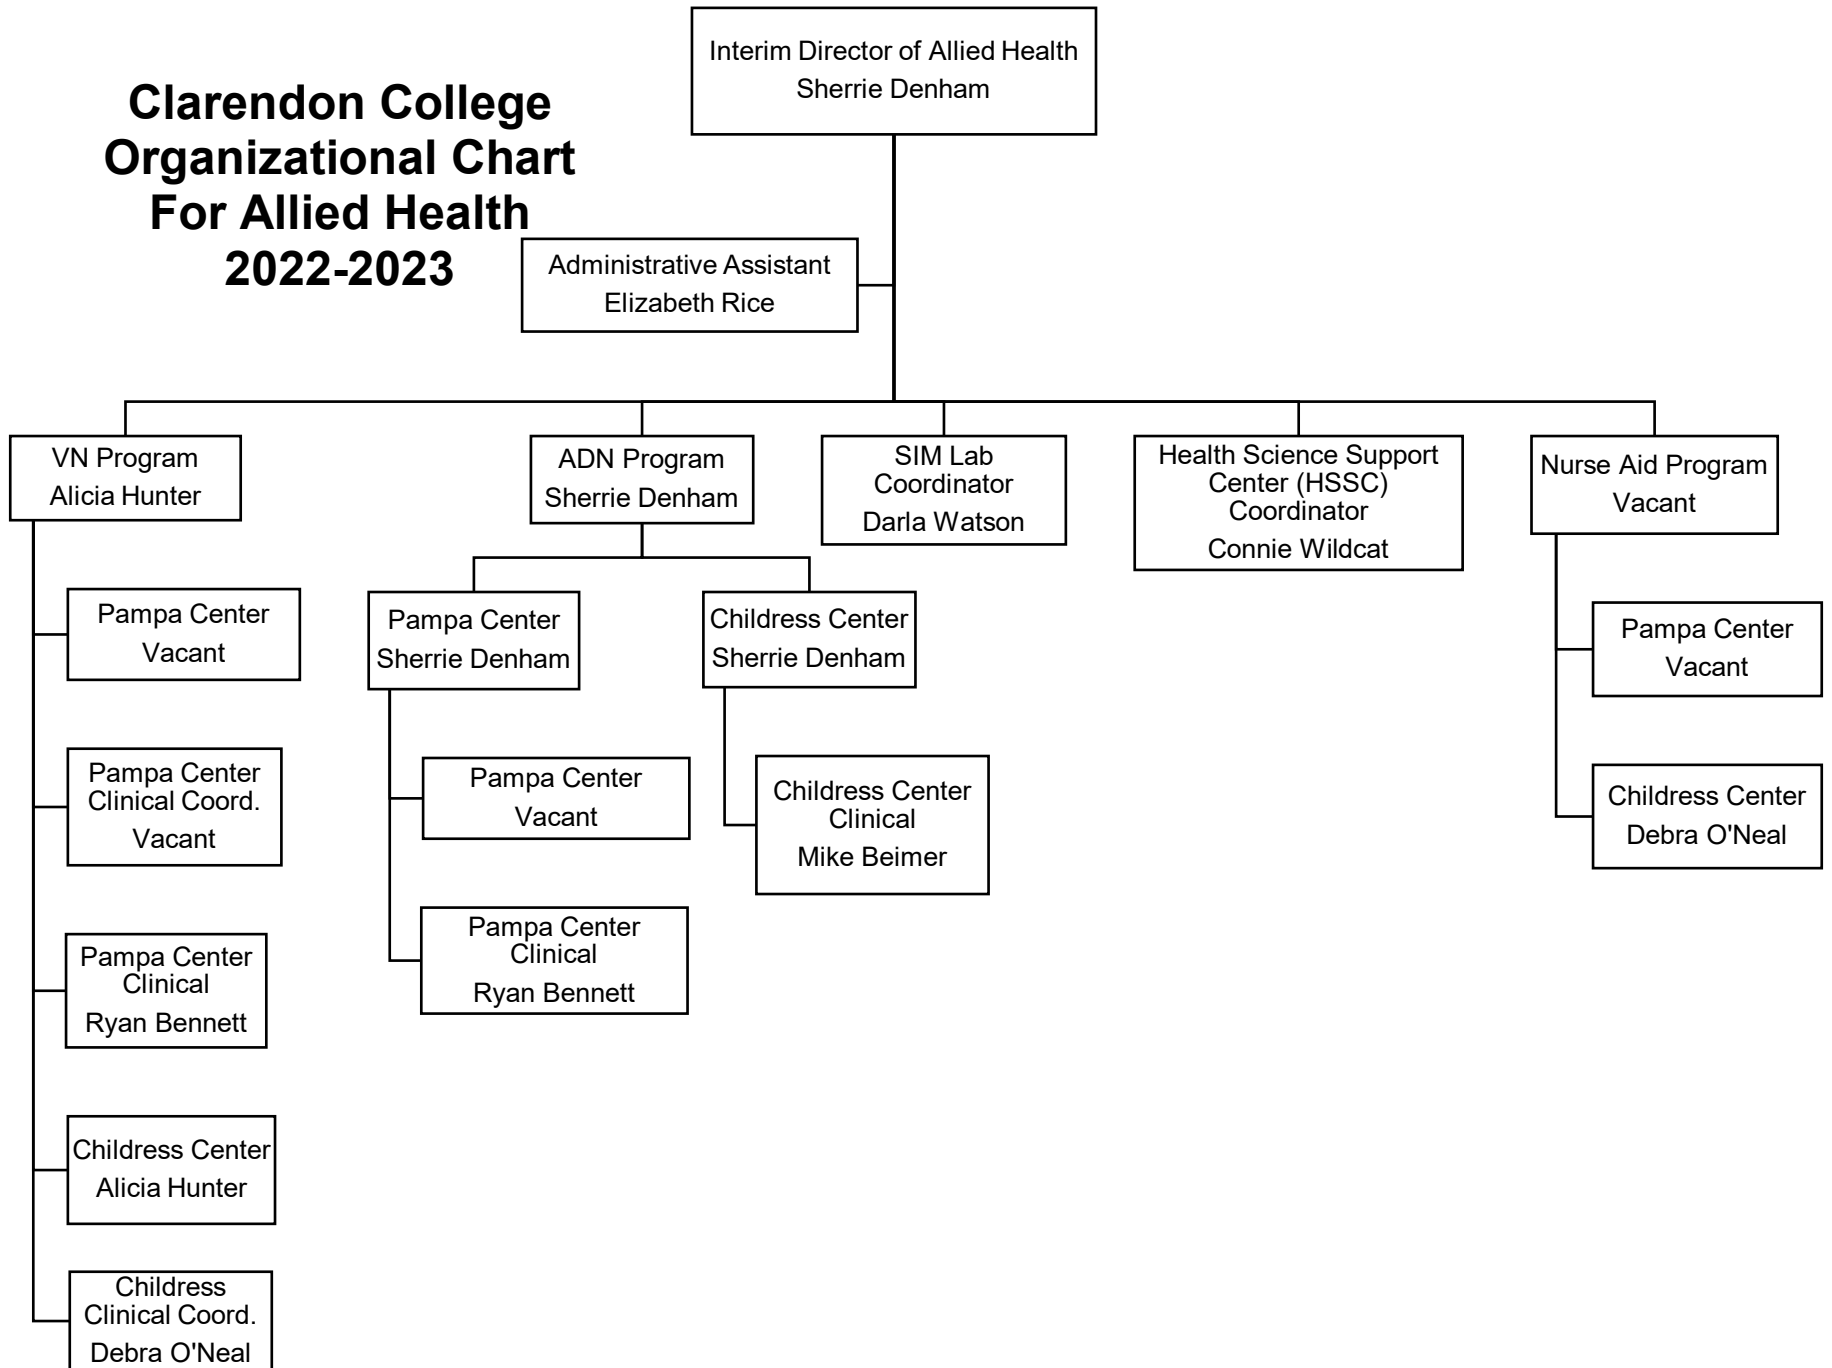 Interim Director of Allied Health
Sherrie Denham
Clarendon College
Organizational Chart
For Allied Health
2022-2023
Administrative Assistant
Elizabeth Rice
VN Program
Alicia Hunter
ADN Program
Sherrie Denham
SIM Lab
Coordinator
Darla Watson
Health Science Support
Center (HSSC)
Coordinator
Connie Wildcat
Nurse Aid Program
Vacant
Pampa Center
Vacant
Pampa Center
Clinical Coord.
Vacant
Pampa Center
Clinical
Ryan Bennett
Childress Center
Alicia Hunter
Childress
Clinical Coord.
Debra O'Neal
Pampa Center
Sherrie Denham
Pampa Center
Vacant
Pampa Center
Clinical
Ryan Bennett
Childress Center
Sherrie Denham
Childress Center
Clinical
Mike Beimer
Pampa Center
Vacant
Childress Center
Debra O'Neal